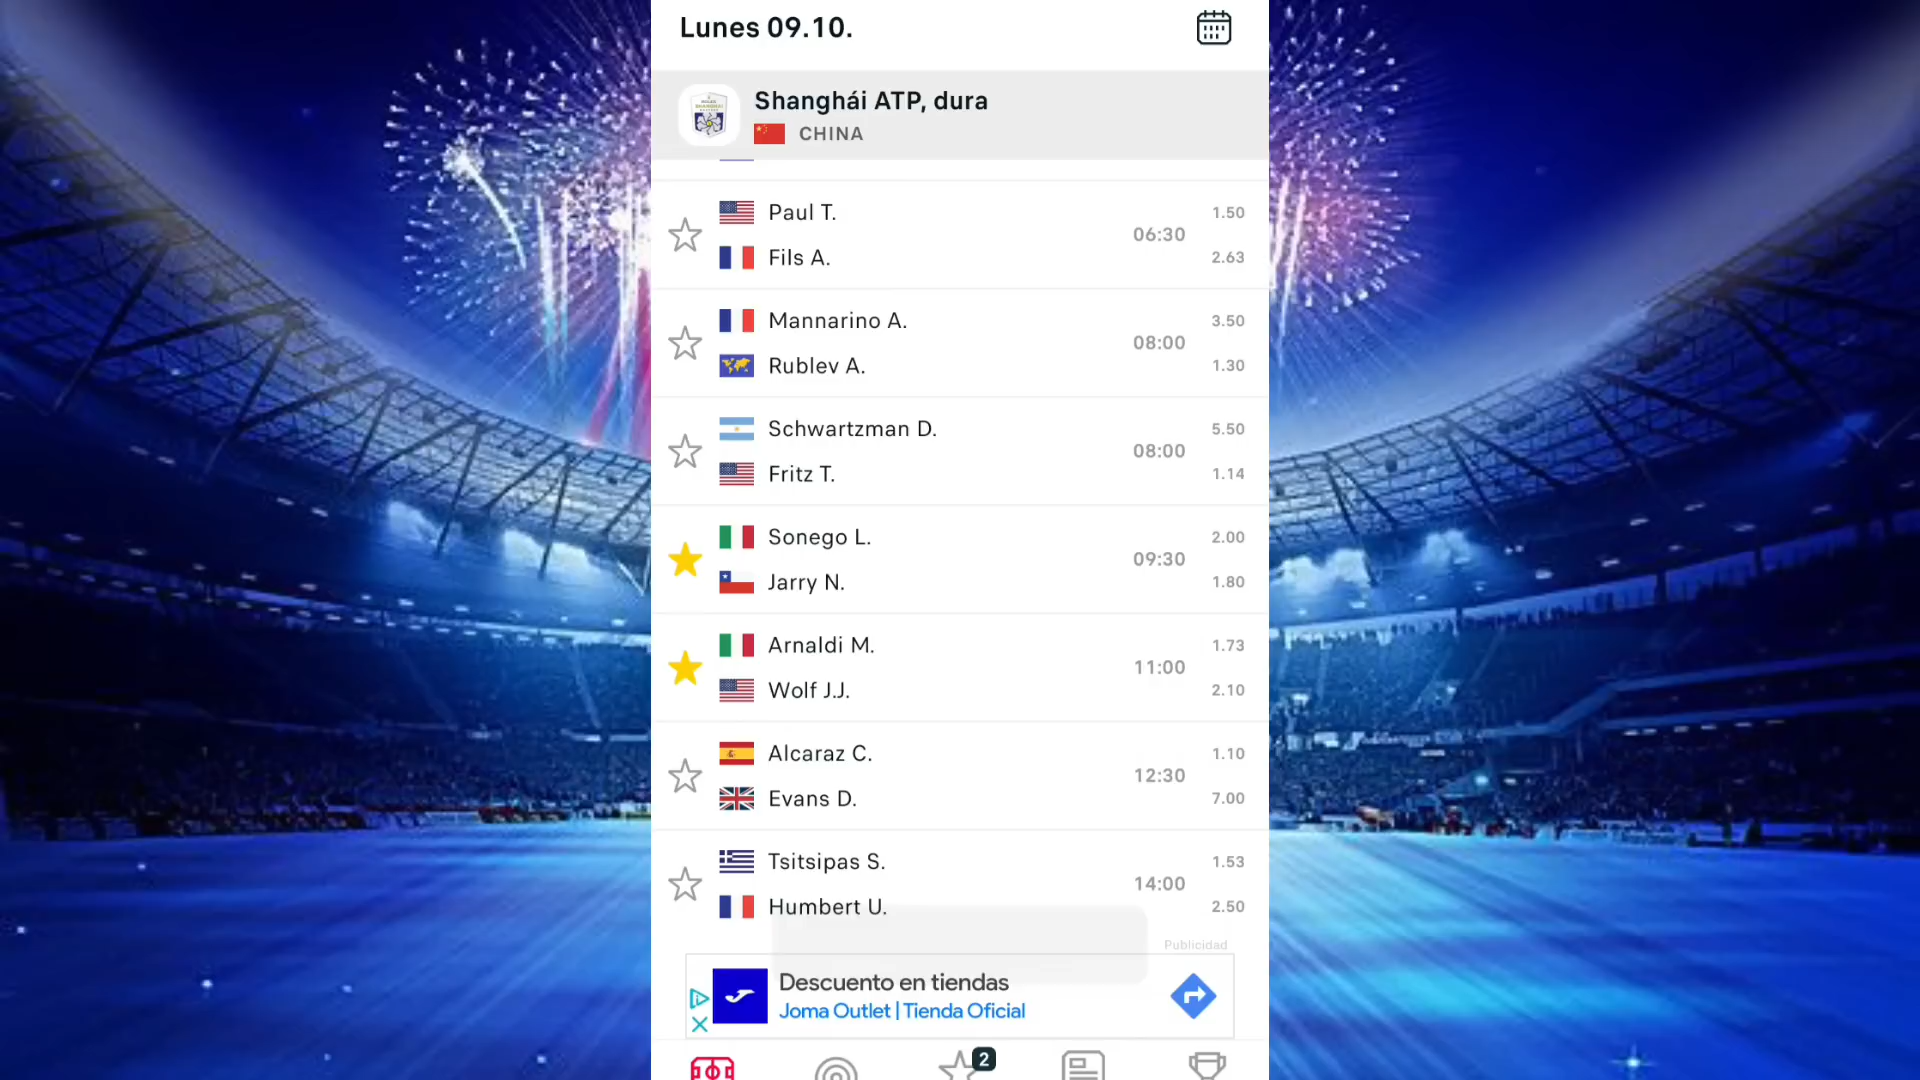 Lunes 09.10.
Shanghái ATP, dura
CHINA
Paul T.
1.50
06:30
Fils A.
2.63
Mannarino A.
3.50
08:00
Rublev A.
1.30
Schwartzman D.
5.50
08:00
Fritz T.
1.14
Sonego L.
2.00
09:30
Jarry N.
1.80
Arnaldi M.
1.73
11:00
Wolf J.J.
2.10
Alcaraz C.
1.10
12:30
Evans D.
7.00
Tsitsipas S.
1.53
14:00
Humbert U.
2.50
Publicidad
Descuento en tiendas
Joma Outlet | Tienda Oficial
2